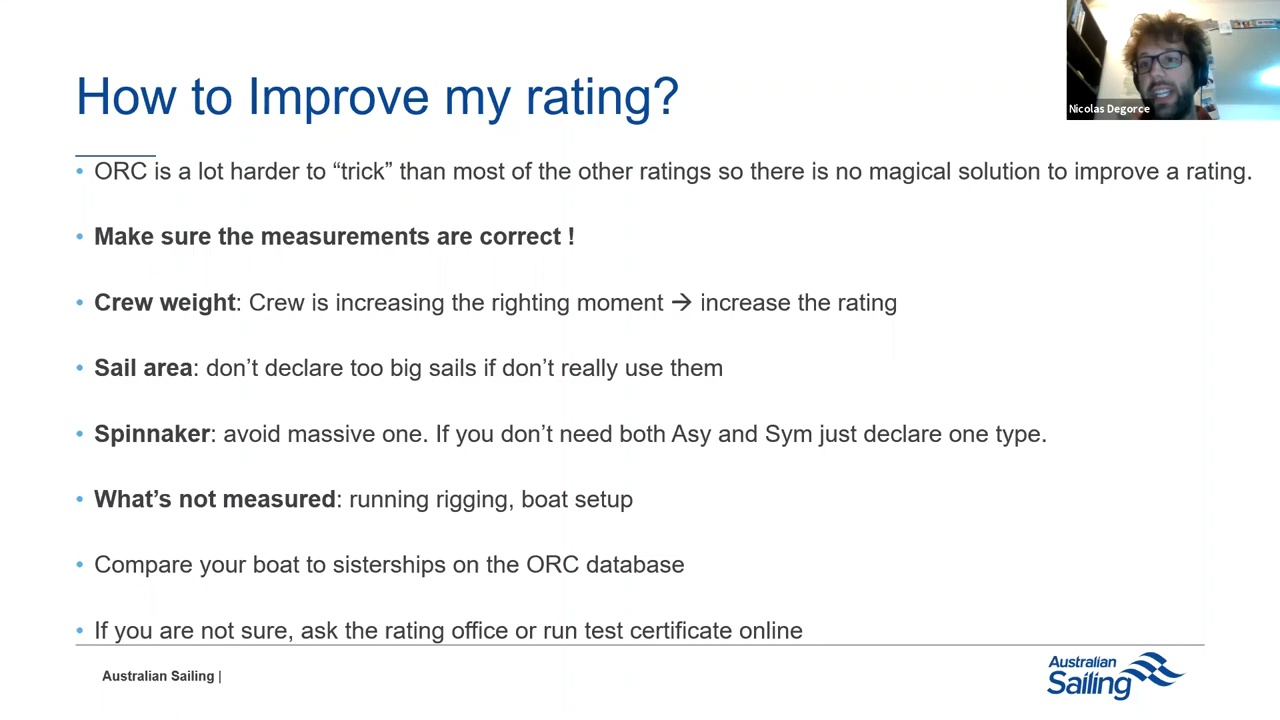 Nicolas Degorce
How to Improve my rating?
• ORC is a lot harder to “trick” than most of the other ratings so there is no magical solution to improve a rating.
• Make sure the measurements are correct !
• Crew weight: Crew is increasing the righting moment → increase the rating
• Sail area: don’t declare too big sails if don’t really use them
• Spinnaker: avoid massive one. If you don’t need both Asy and Sym just declare one type.
• What’s not measured: running rigging, boat setup
• Compare your boat to sisterships on the ORC database
• If you are not sure, ask the rating office or run test certificate online
Australian Sailing |
Australian
Sailing